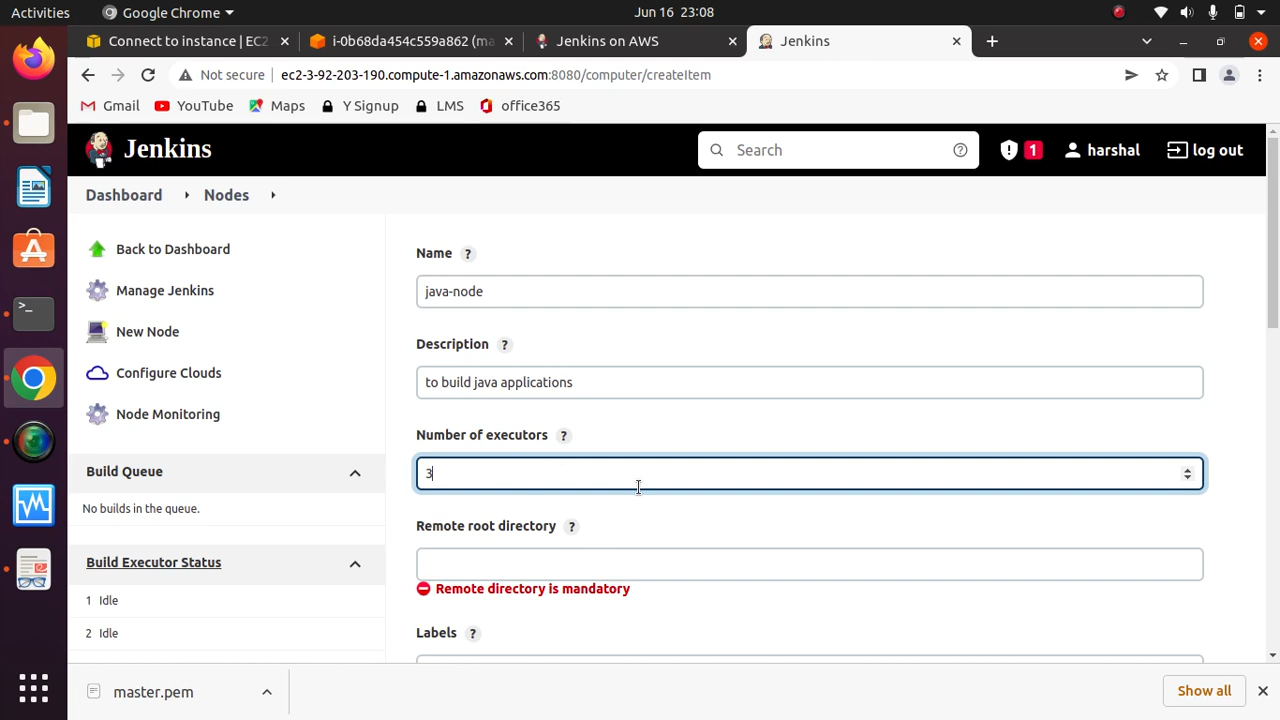 Activities
Google Chrome
Jun 16 23:08
Connect to instance | EC2
i-0b68da454c559a862 (ma
Jenkins on AWS
Jenkins
Not secure
ec2-3-92-203-190.compute-1.amazonaws.com:8080/computer/createItem
Gmail
YouTube
Maps
Y Signup
LMS
office365
Jenkins
Search
1
harshal
log out
Dashboard
Nodes
Back to Dashboard
Manage Jenkins
New Node
Configure Clouds
Node Monitoring
Build Queue
No builds in the queue.
Build Executor Status
1 Idle
2 Idle
Name ?
java-node
Description ?
to build java applications
Number of executors ?
3
Remote root directory ?
Remote directory is mandatory
Labels ?
master.pem
Show all